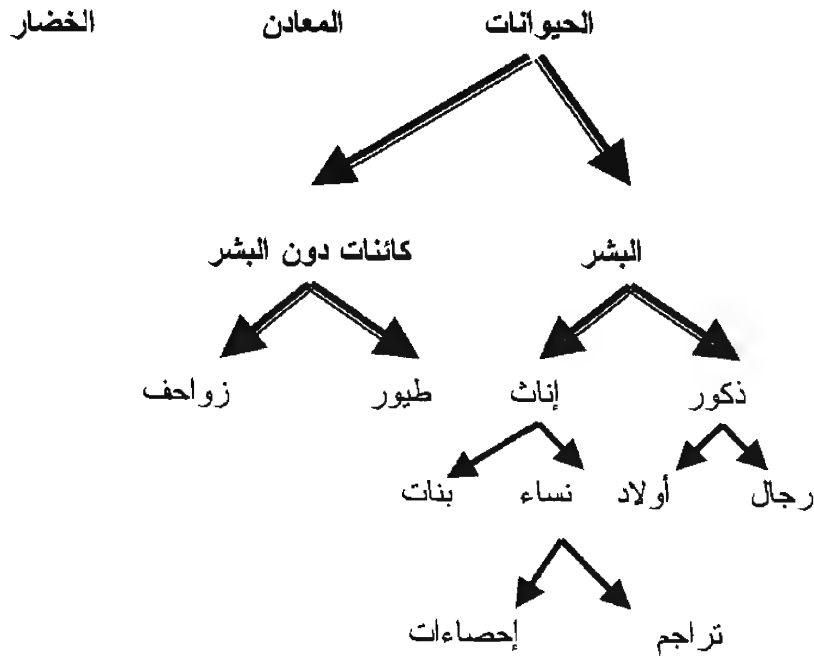 الحيوانات المعادن الخضار
البشر كائنات دون البشر
ذكور إناث طيور زواحف
رجال أولاد نساء بنات
تراجم إحصاءات